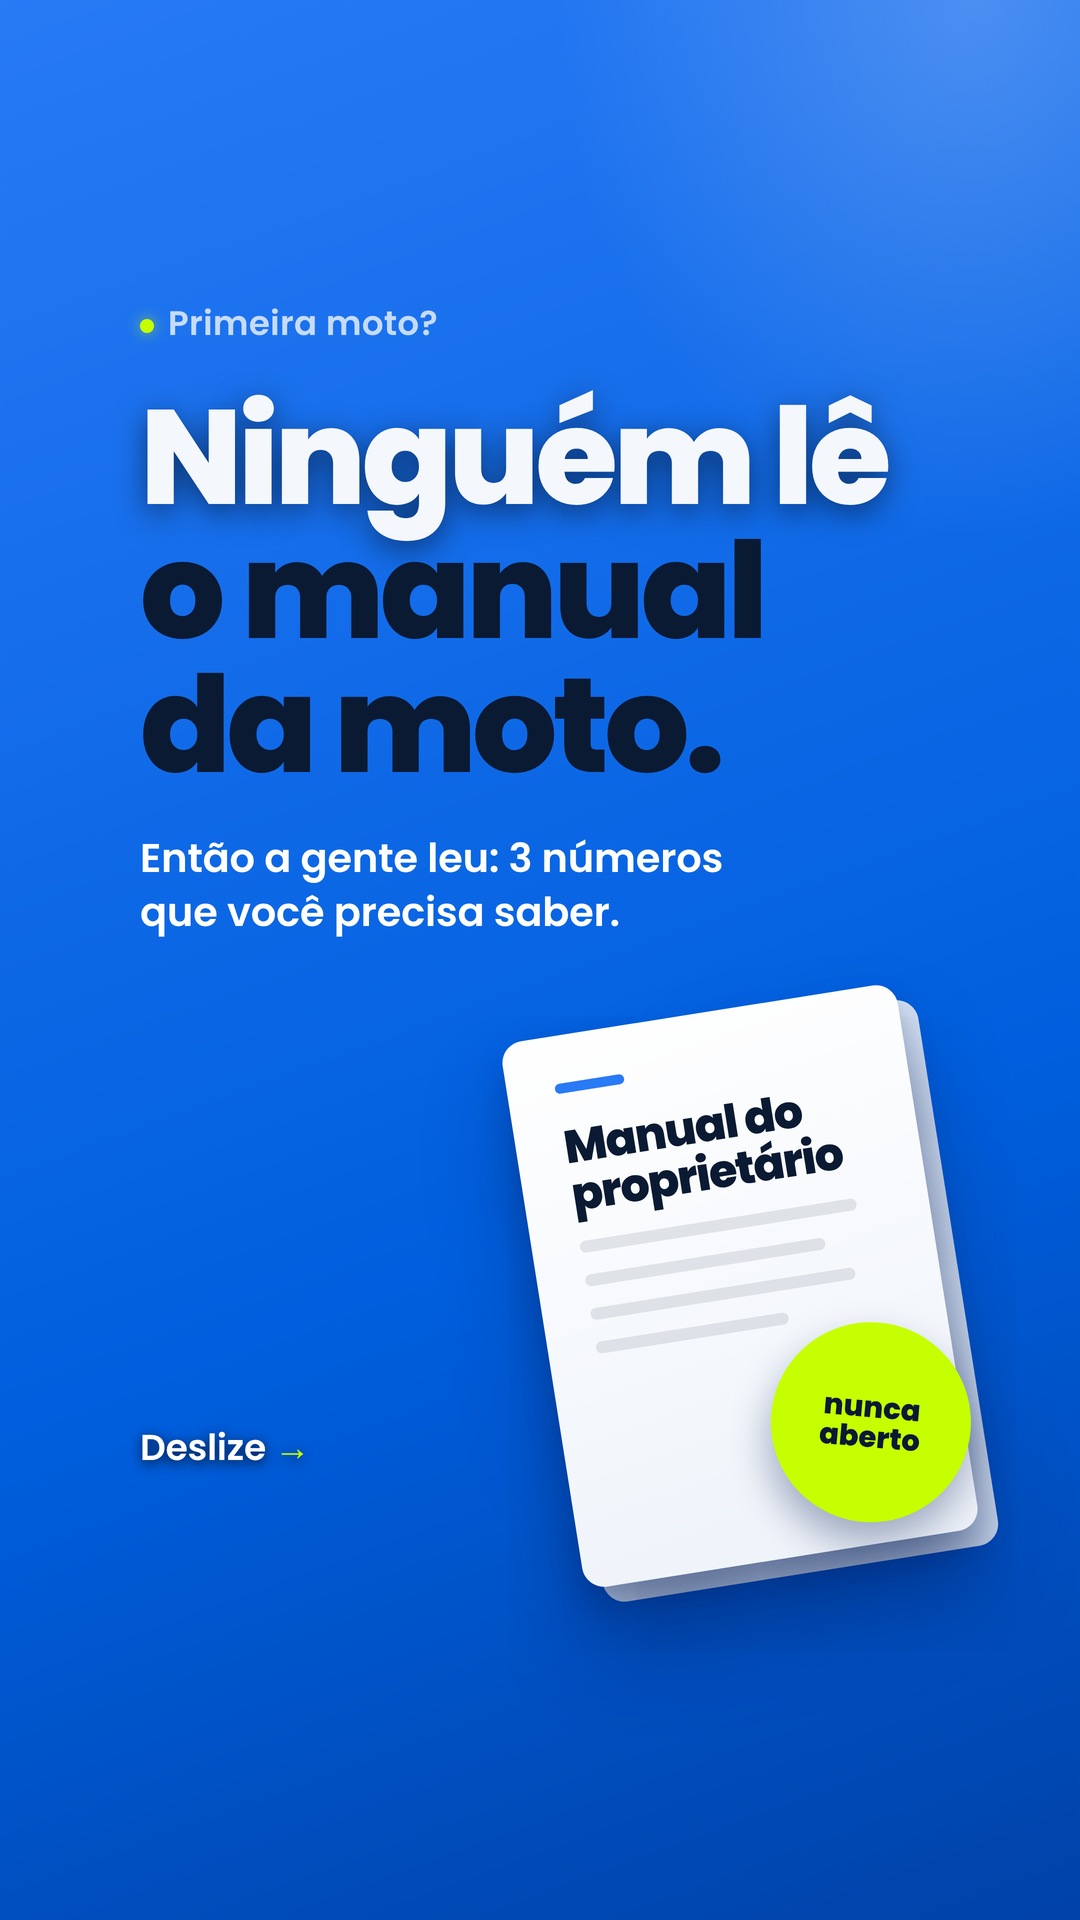 Primeira moto?
Ninguém lê
o manual
da moto.
Então a gente leu: 3 números
que você precisa saber.
Manual do
proprietário
nunca
aberto
Deslize →